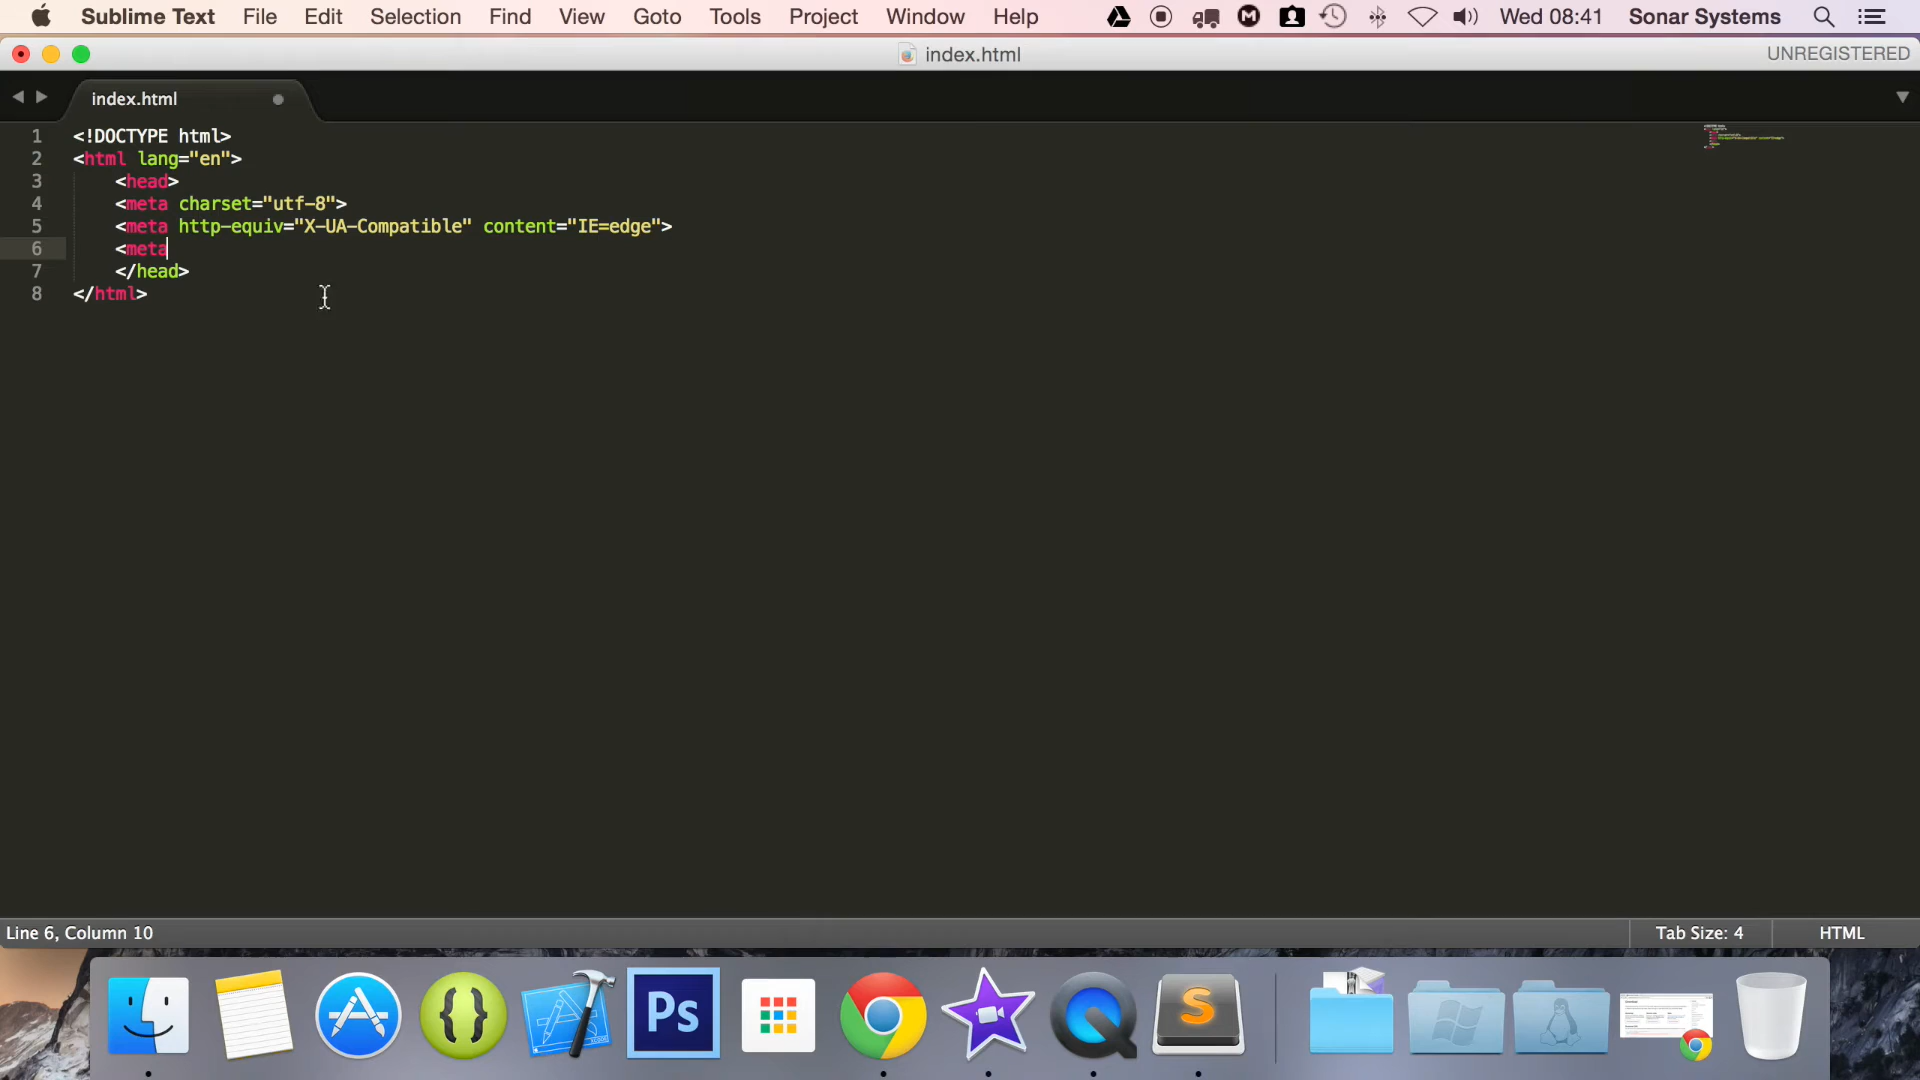 Sublime Text File Edit Selection Find View Goto Tools Project Window Help Wed 08:41 Sonar Systems
index.html UNREGISTERED
index.html
1 <!DOCTYPE html>
2 <html lang="en">
3 <head>
4 <meta charset="utf-8">
5 <meta http-equiv="X-UA-Compatible" content="IE=edge">
6 <meta
7 </head>
8 </html>
Line 6, Column 10 Tab Size: 4 HTML
Ps